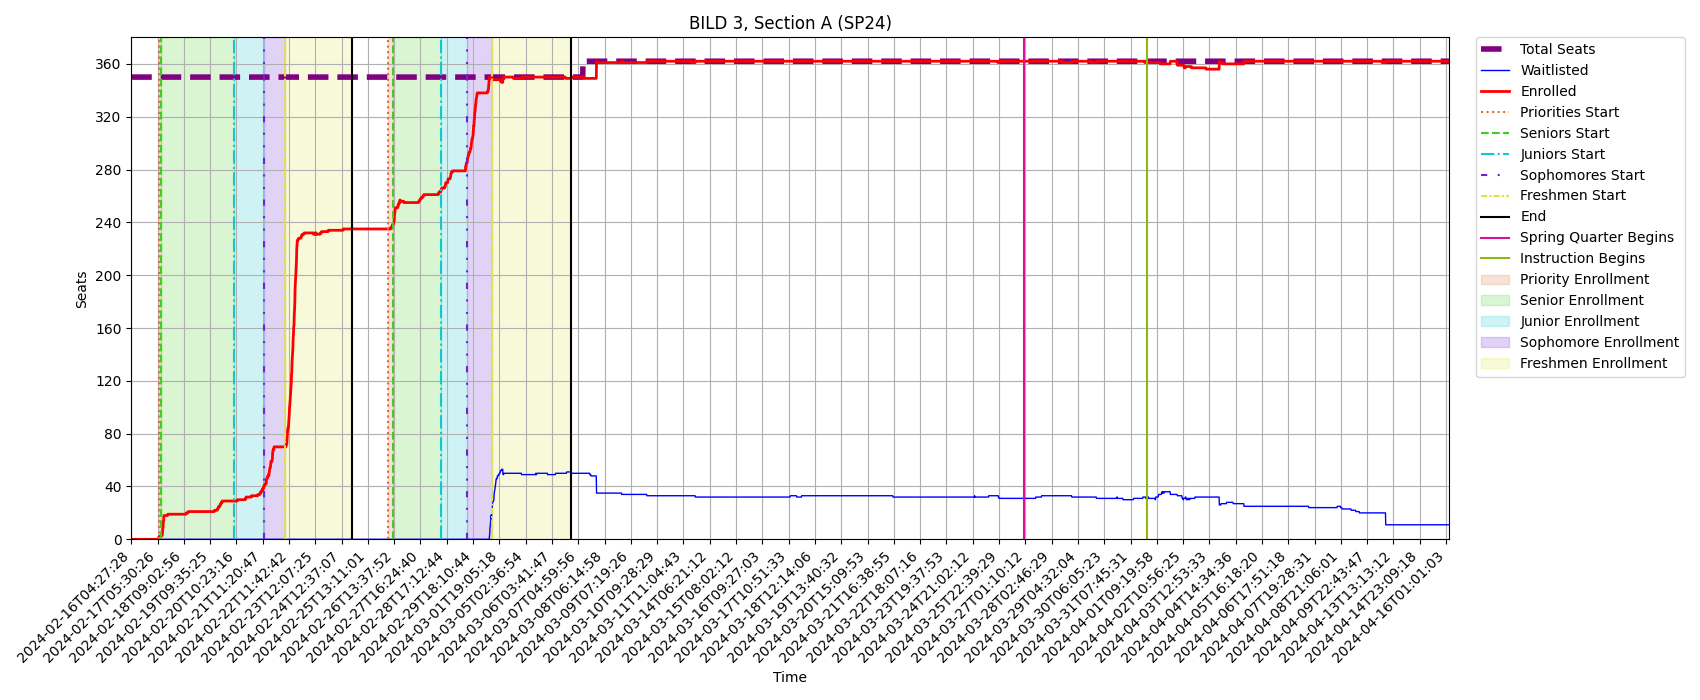 BILD 3, Section A (SP24)
Seats
360
320
280
240
200
160
120
80
40
0
2024-02-16T04:27:28
2024-02-17T05:30:26
2024-02-18T09:02:56
2024-02-19T09:35:25
2024-02-20T10:23:16
2024-02-21T11:20:47
2024-02-22T11:42:42
2024-02-23T12:07:25
2024-02-24T12:37:07
2024-02-25T13:11:01
2024-02-26T13:37:52
2024-02-27T16:24:40
2024-02-28T17:12:44
2024-02-29T18:10:44
2024-03-01T19:05:18
2024-03-05T02:36:54
2024-03-06T03:41:47
2024-03-07T04:59:56
2024-03-08T06:14:58
2024-03-09T07:19:26
2024-03-10T09:28:29
2024-03-11T11:04:43
2024-03-14T06:21:12
2024-03-15T08:02:12
2024-03-16T09:27:03
2024-03-17T10:51:33
2024-03-18T12:14:06
2024-03-19T13:40:32
2024-03-20T15:09:53
2024-03-21T16:38:55
2024-03-22T18:07:16
2024-03-23T19:37:53
2024-03-24T21:02:12
2024-03-25T22:39:29
2024-03-27T01:10:12
2024-03-28T02:46:29
2024-03-29T04:32:04
2024-03-30T06:05:23
2024-03-31T07:45:31
2024-04-01T09:19:58
2024-04-02T10:56:25
2024-04-03T12:53:33
2024-04-04T14:34:36
2024-04-05T16:18:20
2024-04-06T17:51:18
2024-04-07T19:28:31
2024-04-08T21:06:01
2024-04-09T22:43:47
2024-04-13T13:13:12
2024-04-14T23:09:18
2024-04-16T01:01:03
Time
Total Seats
Waitlisted
Enrolled
Priorities Start
Seniors Start
Juniors Start
Sophomores Start
Freshmen Start
End
Spring Quarter Begins
Instruction Begins
Priority Enrollment
Senior Enrollment
Junior Enrollment
Sophomore Enrollment
Freshmen Enrollment